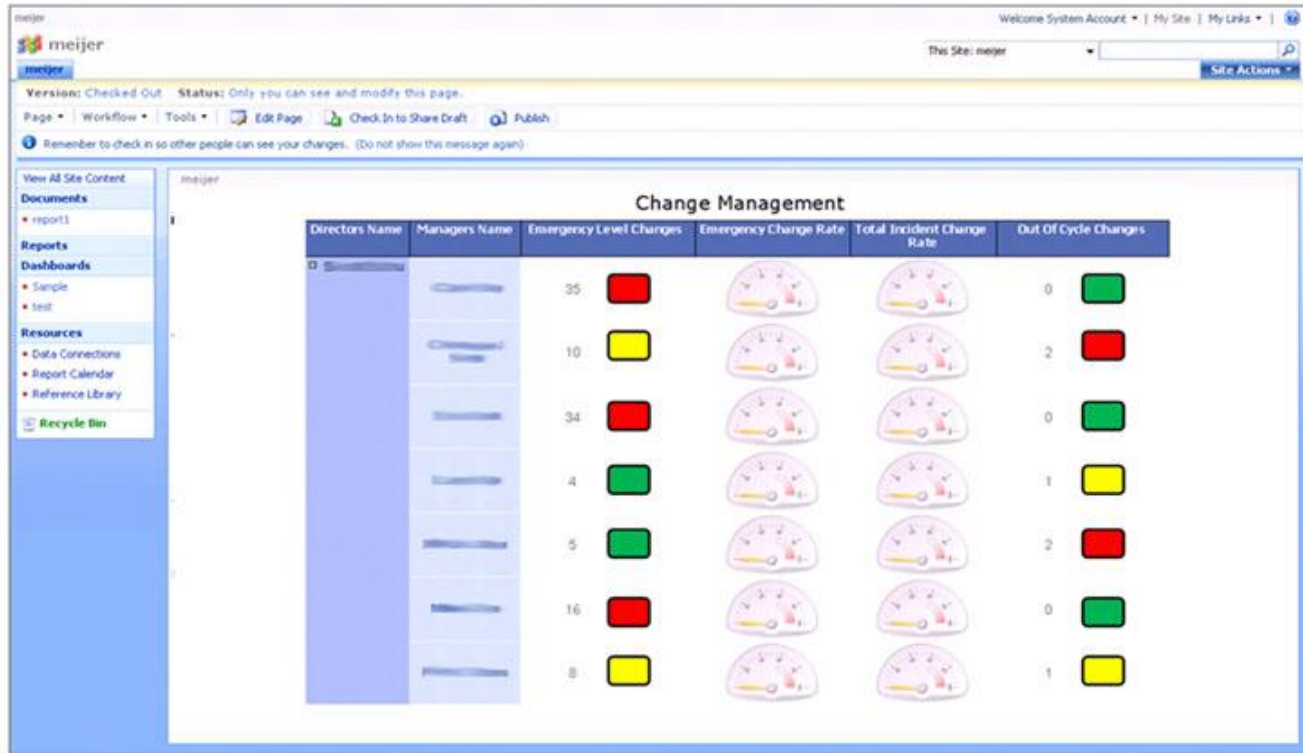 meijer
Welcome System Account ▾ | My Site | My Links ▾ |
meijer
This Site: meijer
meijer
Site Actions ▾
Version: Checked Out Status: Only you can see and modify this page.
Page ▾ Workflow ▾ Tools ▾ Edit Page Check In to Share Draft Publish
Remember to check in so other people can see your changes. (Do not show this message again)
View All Site Content
Documents
report1
Reports
Dashboards
Sample
test
Resources
Data Connections
Report Calendar
Reference Library
Recycle Bin
meijer
Change Management
Directors Name Managers Name Emergency Level Changes Emergency Change Rate Total Incident Change Rate Out Of Cycle Changes
35 0
10 2
34 0
4 1
5 2
16 0
8 1